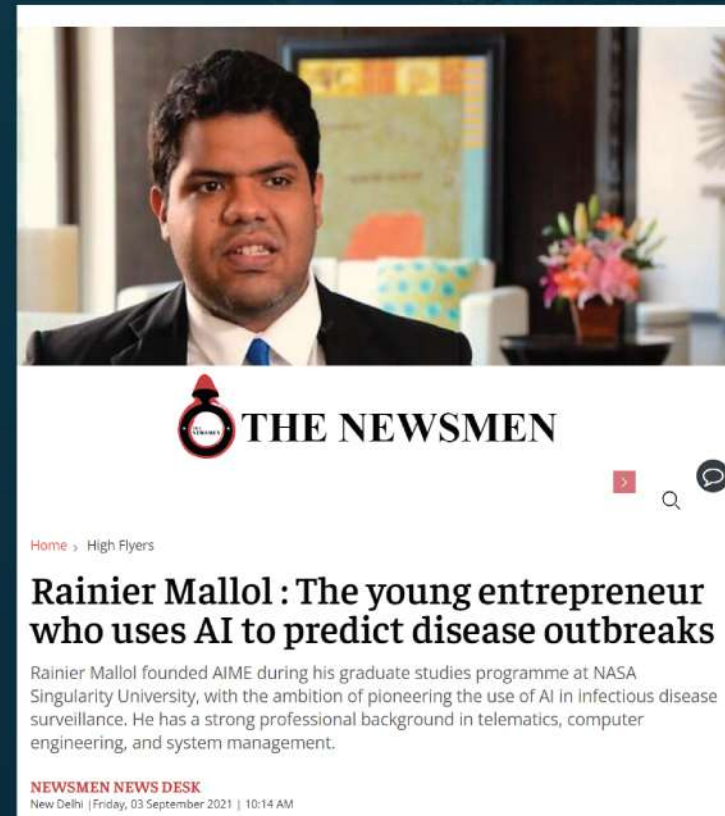 THE NEWSMEN
Home > High Flyers
Rainier Mallol : The young entrepreneur
who uses AI to predict disease outbreaks
Rainier Mallol founded AIME during his graduate studies programme at NASA
Singularity University, with the ambition of pioneering the use of AI in infectious disease
surveillance. He has a strong professional background in telematics, computer
engineering, and system management.
NEWSMEN NEWS DESK
New Delhi |Friday, 03 September 2021 | 10:14 AM